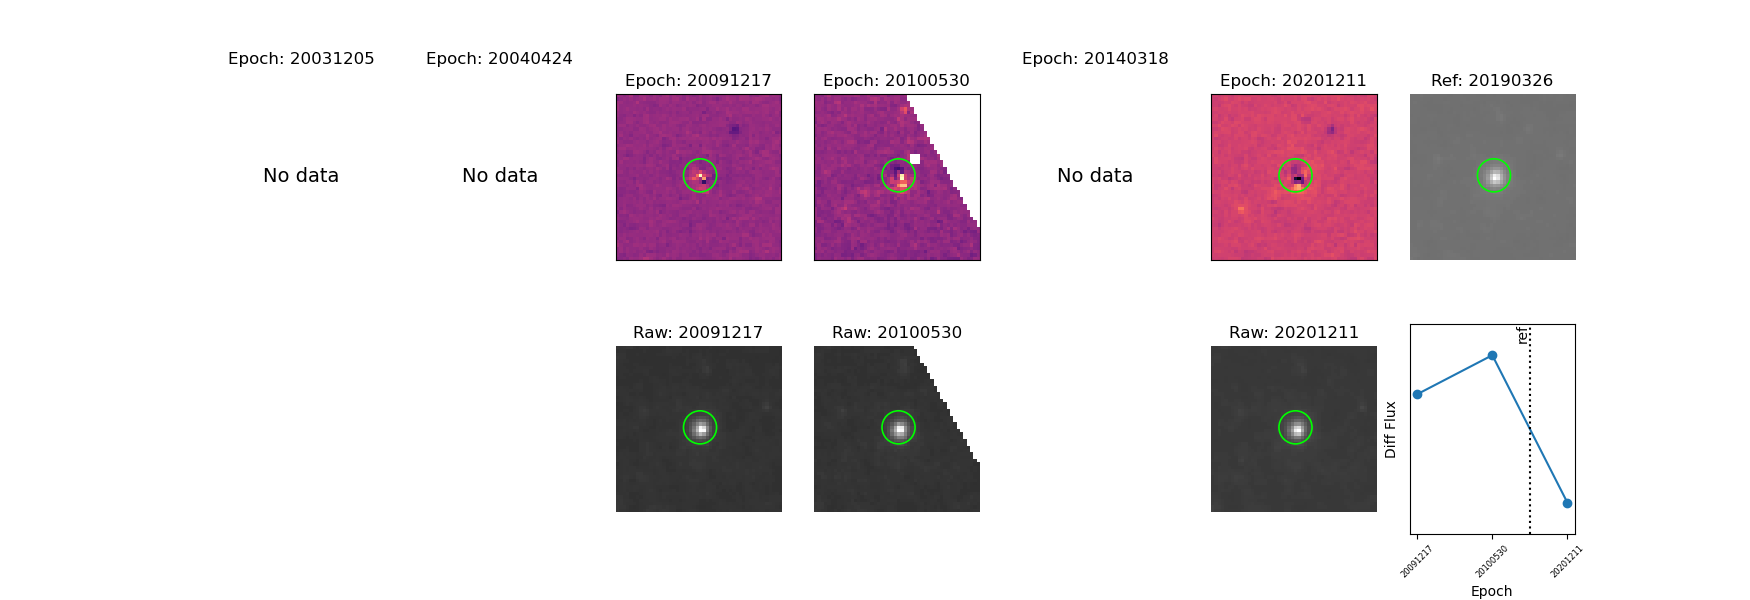 Epoch: 20031205
Epoch: 20040424
Epoch: 20091217
Epoch: 20100530
Epoch: 20140318
Epoch: 20201211
Ref: 20190326
No data
No data
No data
Raw: 20091217
Raw: 20100530
Raw: 20201211
ref
Diff Flux
20091217
20100530
20201211
Epoch